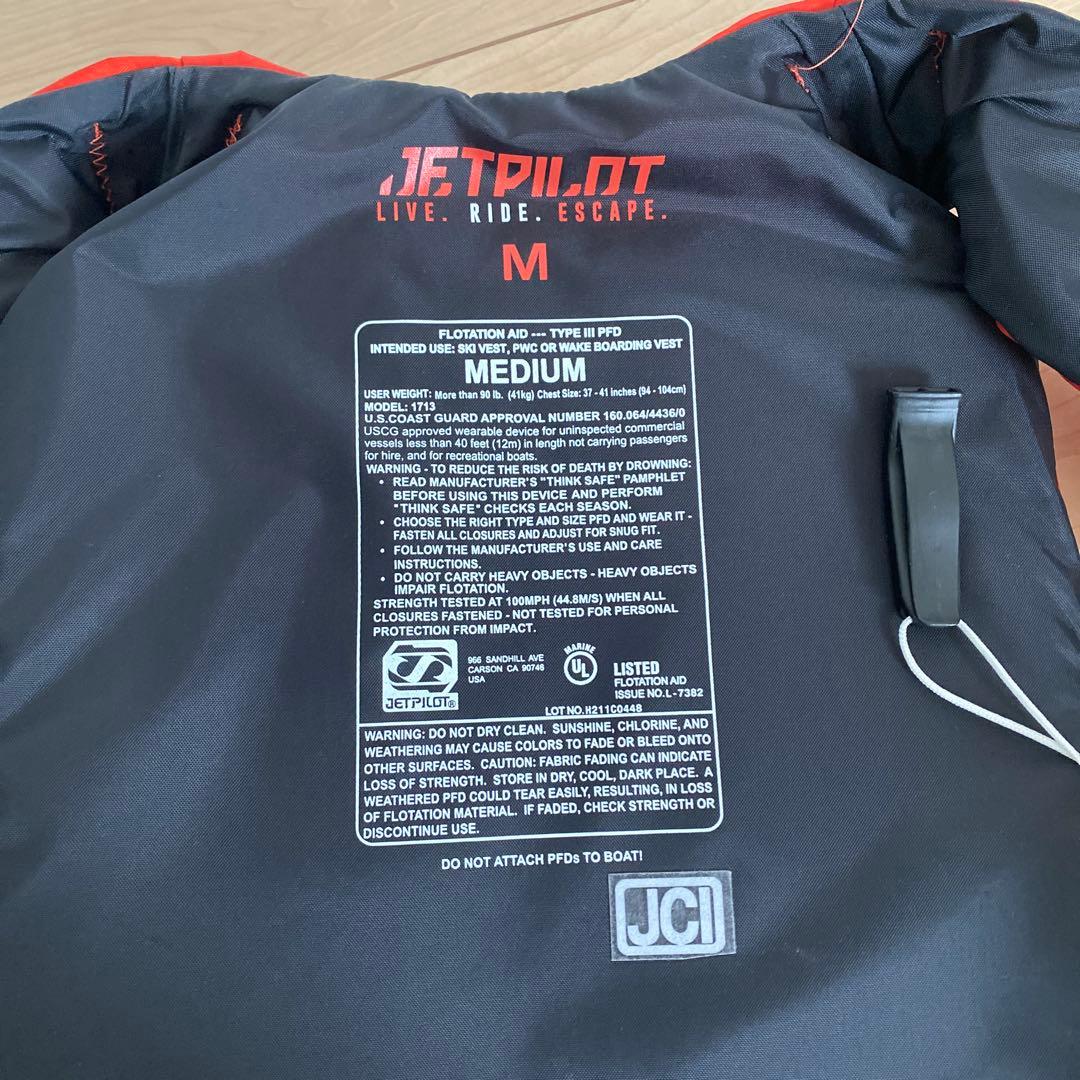 JETPILOT
LIVE. RIDE. ESCAPE.
M
FLOTATION AID --- TYPE III PFD
INTENDED USE: SKI VEST, PWC OR WAKE BOARDING VEST
MEDIUM
USER WEIGHT: More than 90 lb. (41kg) Chest Size: 37 - 41 inches (94 - 104cm)
MODEL: 1713
U.S.COAST GUARD APPROVAL NUMBER 160.064/4436/0
USCG approved wearable device for uninspected commercial
vessels less than 40 feet (12m) in length not carrying passengers
for hire, and for recreational boats.
WARNING - TO REDUCE THE RISK OF DEATH BY DROWNING:
• READ MANUFACTURER'S "THINK SAFE" PAMPHLET
BEFORE USING THIS DEVICE AND PERFORM
"THINK SAFE" CHECKS EACH SEASON.
• CHOOSE THE RIGHT TYPE AND SIZE PFD AND WEAR IT -
FASTEN ALL CLOSURES AND ADJUST FOR SNUG FIT.
• FOLLOW THE MANUFACTURER'S USE AND CARE
INSTRUCTIONS.
• DO NOT CARRY HEAVY OBJECTS - HEAVY OBJECTS
IMPAIR FLOTATION.
STRENGTH TESTED AT 100MPH (44.8M/S) WHEN ALL
CLOSURES FASTENED - NOT TESTED FOR PERSONAL
PROTECTION FROM IMPACT.
JETPILOT®
966 SANDHILL AVE
CARSON CA 90746
USA
MARINE
UL
LISTED
FLOTATION AID
ISSUE NO.L-7382
LOT NO.H211C0448
WARNING: DO NOT DRY CLEAN. SUNSHINE, CHLORINE, AND
WEATHERING MAY CAUSE COLORS TO FADE OR BLEED ONTO
OTHER SURFACES. CAUTION: FABRIC FADING CAN INDICATE
LOSS OF STRENGTH. STORE IN DRY, COOL, DARK PLACE. A
WEATHERED PFD COULD TEAR EASILY, RESULTING, IN LOSS
OF FLOTATION MATERIAL. IF FADED, CHECK STRENGTH OR
DISCONTINUE USE.
DO NOT ATTACH PFDs TO BOAT!
JCI